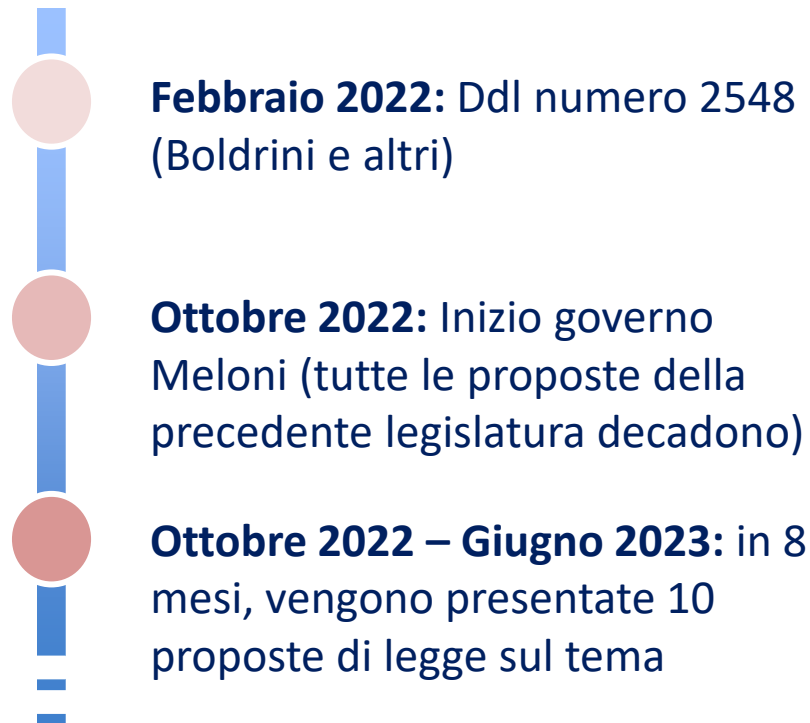 Febbraio 2022: Ddl numero 2548
(Boldrini e altri)
Ottobre 2022: Inizio governo
Meloni (tutte le proposte della
precedente legislatura decadono)
Ottobre 2022 – Giugno 2023: in 8
mesi, vengono presentate 10
proposte di legge sul tema